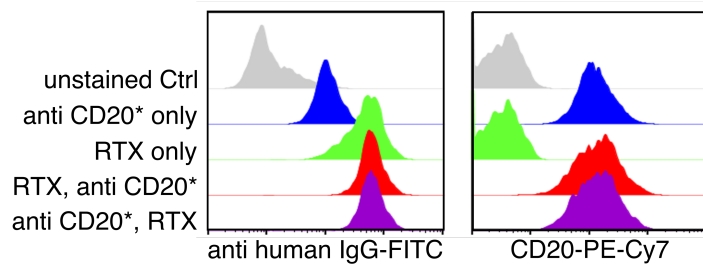 unstained Ctrl
anti CD20* only
RTX only
RTX, anti CD20*
anti CD20*, RTX
anti human IgG-FITC
CD20-PE-Cy7